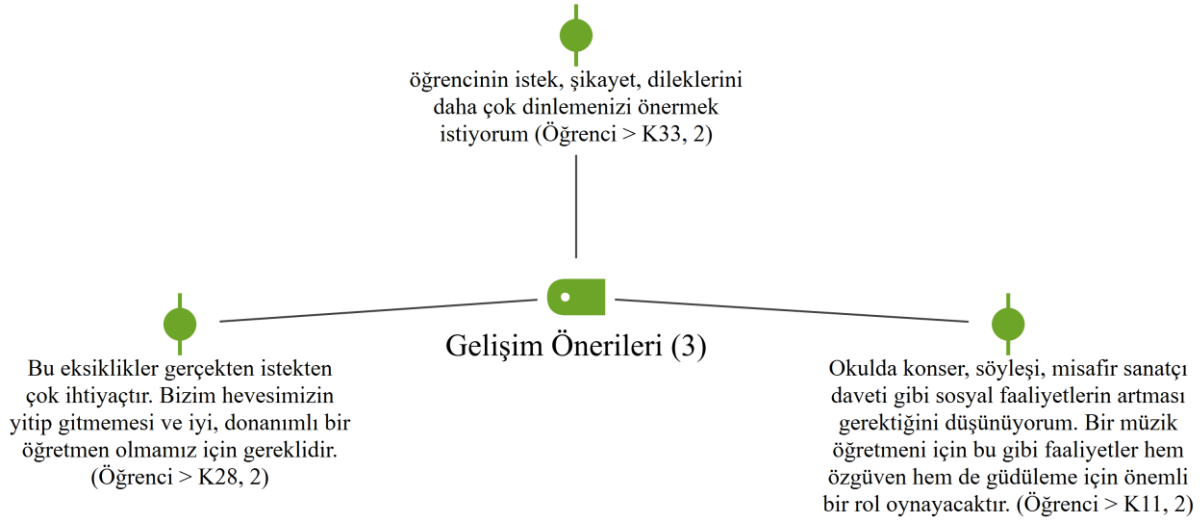 öğrencinin istek, şikayet, dileklerini
daha çok dinlemenizi önermek
istiyorum (Öğrenci > K33, 2)
Gelişim Önerileri (3)
Bu eksiklikler gerçekten istekten
çok ihtiyaçtır. Bizim hevesimizin
yitip gitmemesi ve iyi, donanımlı bir
öğretmen olmamız için gereklidir.
(Öğrenci > K28, 2)
Okulda konser, söyleşi, misafir sanatçı
daveti gibi sosyal faaliyetlerin artması
gerektiğini düşünüyorum. Bir müzik
öğretmeni için bu gibi faaliyetler hem
özgüven hem de güdüleme için önemli
bir rol oynayacaktır. (Öğrenci > K11, 2)